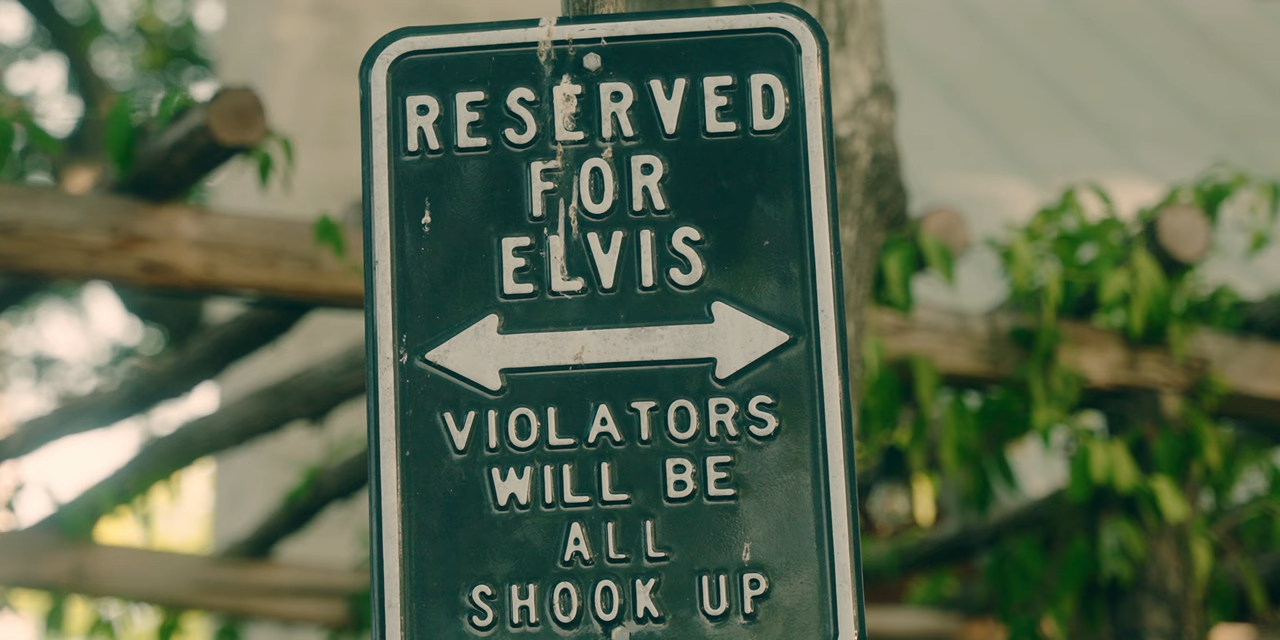 RESERVED
FOR
ELVIS
VIOLATORS
WILL BE
ALL
SHOOK UP